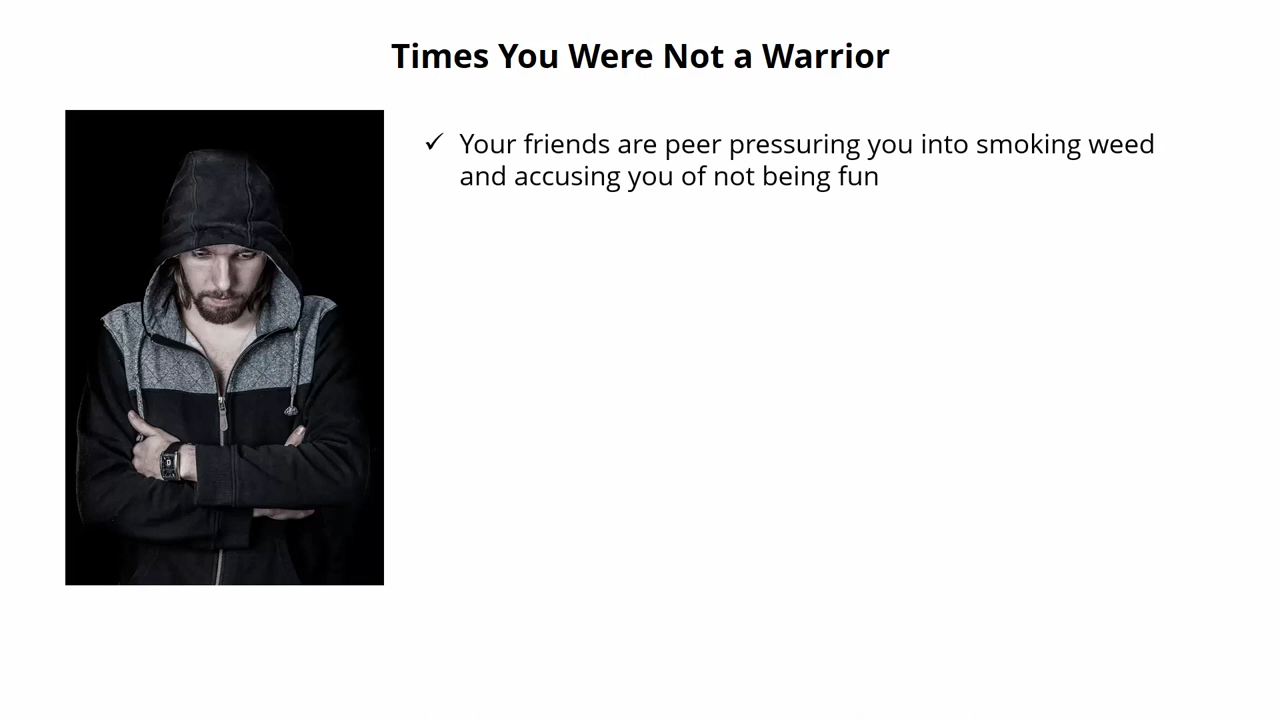 Times You Were Not a Warrior
✓ Your friends are peer pressuring you into smoking weed
and accusing you of not being fun